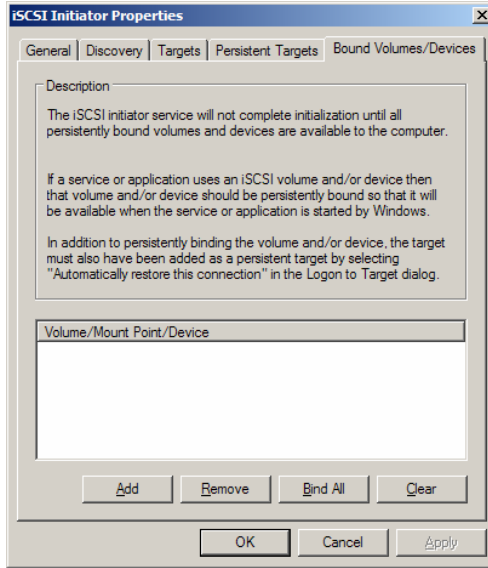 iSCSI Initiator Properties
General Discovery Targets Persistent Targets Bound Volumes/Devices
Description
The iSCSI initiator service will not complete initialization until all
persistently bound volumes and devices are available to the computer.
If a service or application uses an iSCSI volume and/or device then
that volume and/or device should be persistently bound so that it will
be available when the service or application is started by Windows.
In addition to persistently binding the volume and/or device, the target
must also have been added as a persistent target by selecting
"Automatically restore this connection" in the Logon to Target dialog.
Volume/Mount Point/Device
Add Remove Bind All Clear
OK Cancel Apply